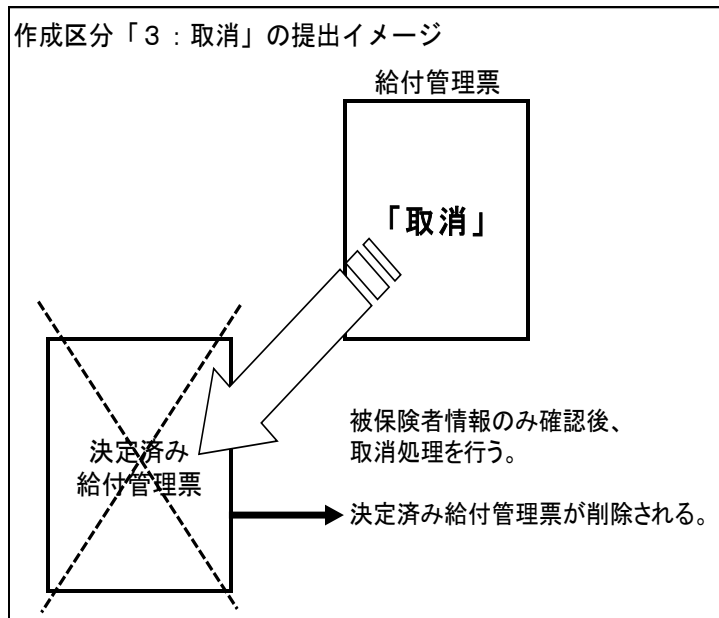 作成区分「３：取消」の提出イメージ
給付管理票
「取消」
決定済み
給付管理票
被保険者情報のみ確認後、
取消処理を行う。
決定済み給付管理票が削除される。